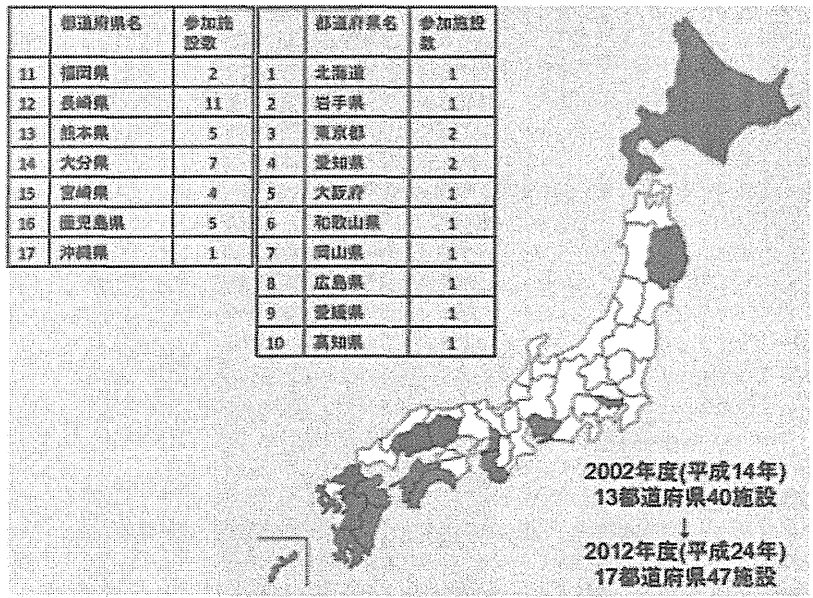 都道府県名 参加施設数
11 福岡県 2
12 長崎県 11
13 熊本県 5
14 大分県 7
15 宮崎県 4
16 鹿児島県 5
17 沖縄県 1
都道府県名 参加施設数
1 北海道 1
2 岩手県 1
3 東京都 2
4 愛知県 2
5 大阪府 1
6 和歌山県 1
7 岡山県 1
8 広島県 1
9 愛媛県 1
10 高知県 1
2002年度(平成14年)
13都道府県40施設
↓
2012年度(平成24年)
17都道府県47施設